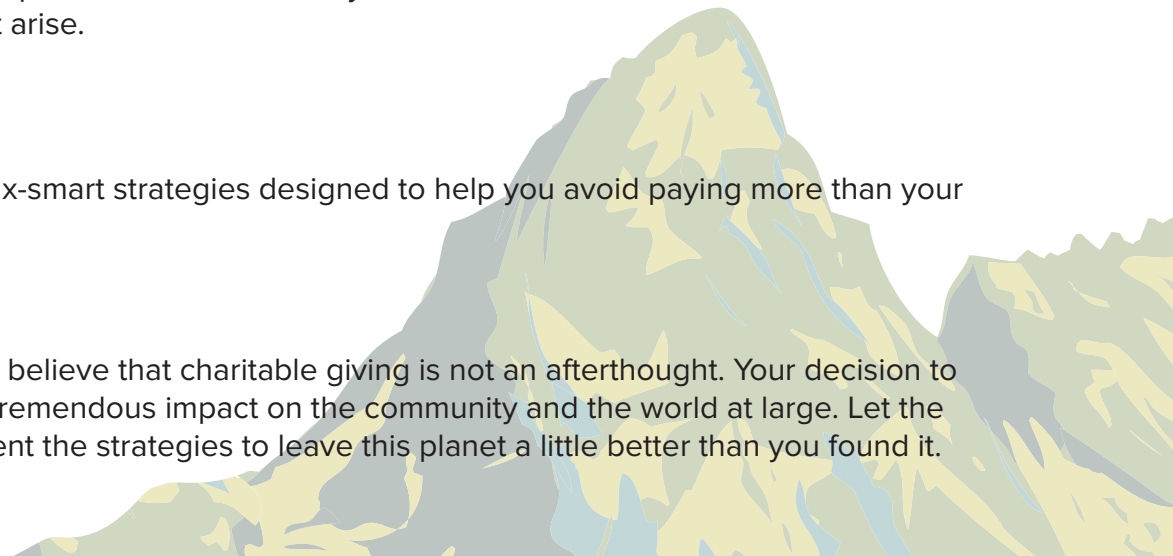 arise.
x-smart strategies designed to help you avoid paying more than your
believe that charitable giving is not an afterthought. Your decision to
remendous impact on the community and the world at large. Let the
ent the strategies to leave this planet a little better than you found it.